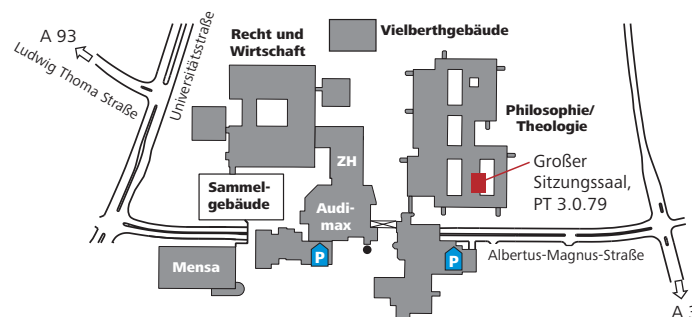 A 93
Ludwig Thoma Straße
Universitätsstraße
Recht und
Wirtschaft
Vielberthgebäude
Philosophie/
Theologie
ZH
Großer
Sitzungssaal,
PT 3.0.79
Sammel-
gebäude
Audi-
max
Mensa
P
P
Albertus-Magnus-Straße
A 3